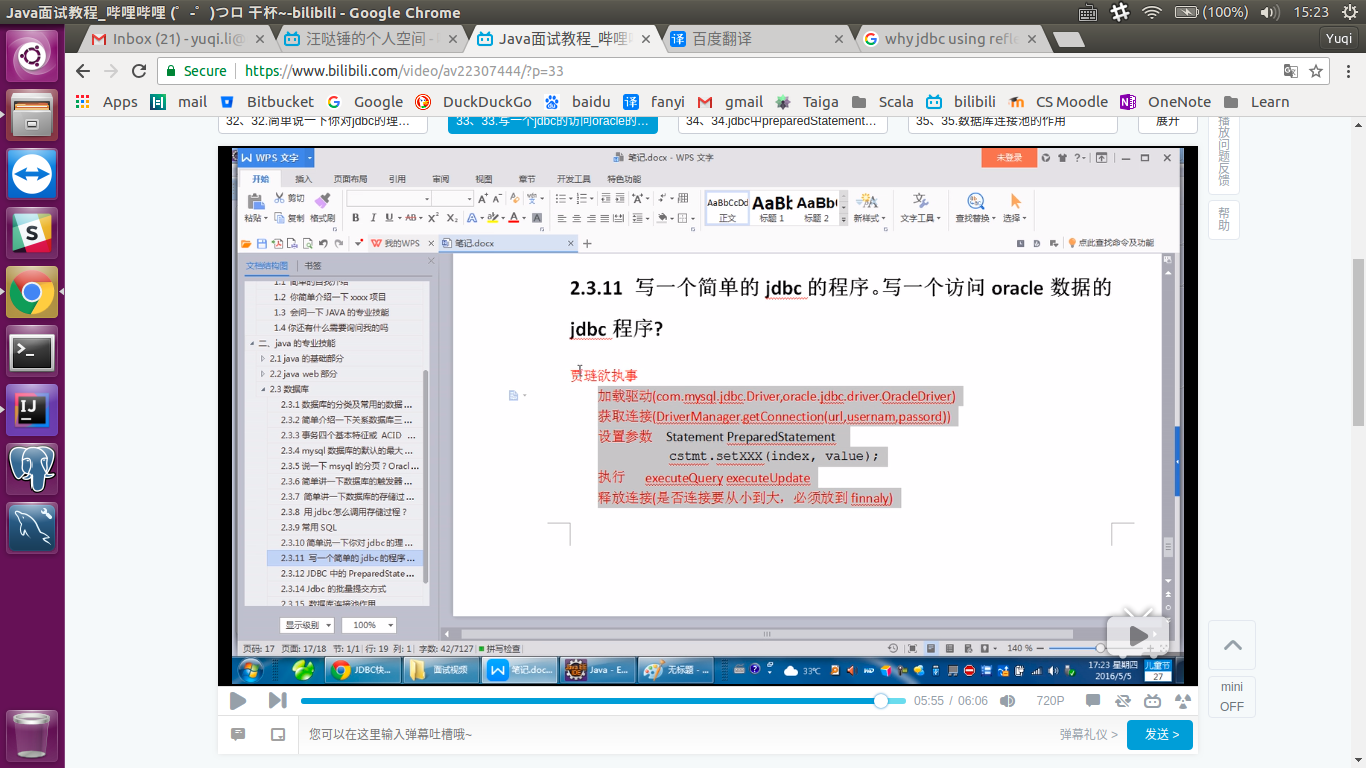 Java面试教程_哔哩哔哩 (゜-゜)つロ 干杯~-bilibili - Google Chrome
(100%)
15:23
Inbox (21) - yuqi.li@
汪哒锤的个人空间 -
Java面试教程_哔哩
百度翻译
why jdbc using refle
Yuqi
Secure
https://www.bilibili.com/video/av22307444/?p=33
Apps
mail
Bitbucket
Google
DuckDuckGo
baidu
fanyi
gmail
Taiga
Scala
bilibili
CS Moodle
OneNote
Learn
32、32.简单说一下你对jdbc的理...
33、33.写一个jdbc的访问oracle的...
34、34.jdbc中preparedStatement...
35、35.数据库连接池的作用
展开
播放问题反馈
帮助
WPS 文字
笔记.docx - WPS 文字
未登录
开始
插入
页面布局
引用
审阅
视图
章节
开发工具
特色功能
粘贴
剪切
复制
格式刷
AaBbCcDd
正文
AaBb
标题 1
AaBb(
标题 2
新样式
文字工具
查找替换
选择
我的WPS
笔记.docx
点此查找命令及功能
文档结构图
书签
1.1 简单的自我介绍
1.2 你简单介绍一下 xxxx 项目
1.3 会问一下 JAVA 的专业技能
1.4 你还有什么需要询问我的吗
二、java 的专业技能
2.1 java 的基础部分
2.2 java web 部分
2.3 数据库
2.3.1 数据库的分类及常用的数据 ...
2.3.2 简单介绍一下关系数据库三 ...
2.3.3 事务四个基本特征或 ACID ...
2.3.4 mysql 数据库的默认的最大 ...
2.3.5 说一下 msyql 的分页？Oracl ...
2.3.6 简单讲一下数据库的触发器 ...
2.3.7 简单讲一下数据库的存储过 ...
2.3.8 用 jdbc 怎么调用存储过程？
2.3.9 常用 SQL
2.3.10 简单说一下你对 jdbc 的理 ...
2.3.11 写一个简单的 jdbc 的程序 ...
2.3.12 JDBC 中的 PrepareState ...
2.3.14 Jdbc 的批量提交方式
2.3.15 数据库连接池作用
显示级别
100%
2.3.11 写一个简单的 jdbc 的程序。写一个访问 oracle 数据的
jdbc 程序?
贾琏欲执事
加载驱动(com.mysql.jdbc.Driver,oracle.jdbc.driver.OracleDriver)
获取连接(DriverManager.getConnection(url,usernam,passord))
设置参数 Statement PreparedStatement
cstmt.setXXX(index, value);
执行 executeQuery executeUpdate
释放连接(是否连接要从小到大，必须放到 finnaly)
页码: 17
页面: 17/18
节: 1/1
行: 19
列: 1
字数: 42/7127
拼写检查
140 %
JDBC快...
面试视频
笔记.doc...
Java - E...
无标题 - ...
33℃
17:23 星期四
2016/5/5
儿童节
27
05:55 / 06:06
720P
您可以在这里输入弹幕吐槽哦~
弹幕礼仪 >
发送 >
mini
OFF